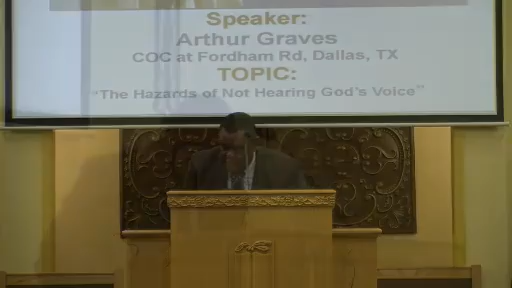 Speaker:
Arthur Graves
COC at Fordham Rd, Dallas, TX
TOPIC:
“The Hazards of Not Hearing God's Voice”